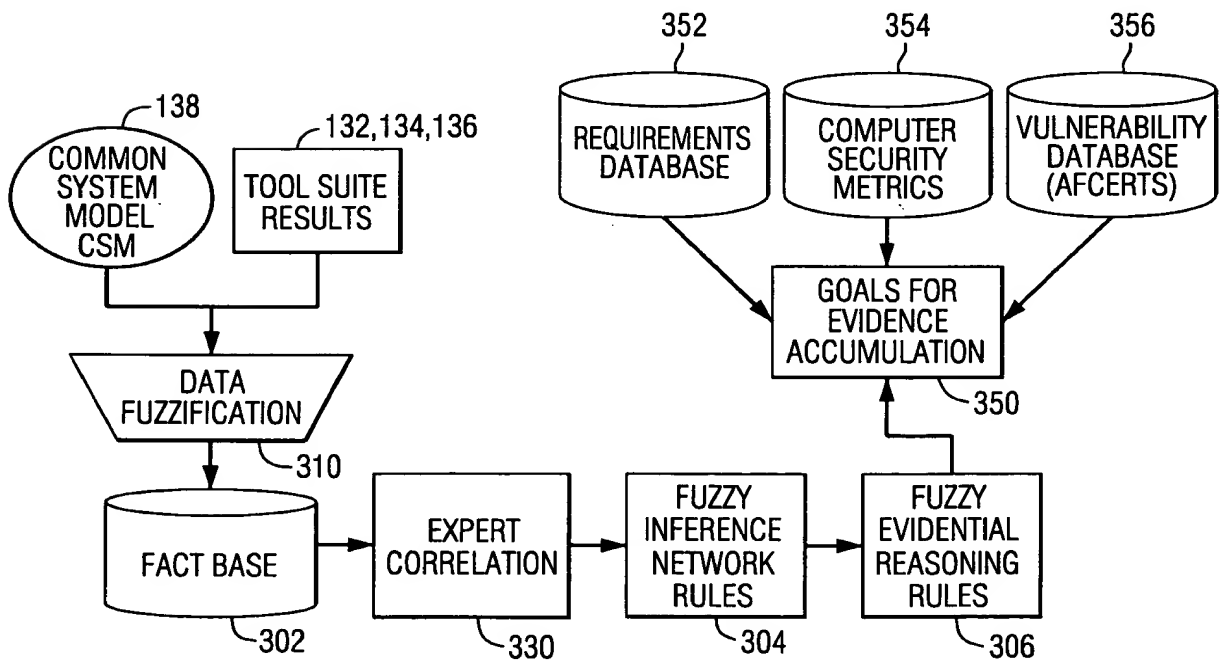 352
354
356
138
132,134,136
COMMON
SYSTEM
MODEL
CSM
TOOL SUITE
RESULTS
REQUIREMENTS
DATABASE
COMPUTER
SECURITY
METRICS
VULNERABILITY
DATABASE
(AFCERTS)
GOALS FOR
EVIDENCE
ACCUMULATION
350
DATA
FUZZIFICATION
310
FACT BASE
302
EXPERT
CORRELATION
330
FUZZY
INFERENCE
NETWORK
RULES
304
FUZZY
EVIDENTIAL
REASONING
RULES
306